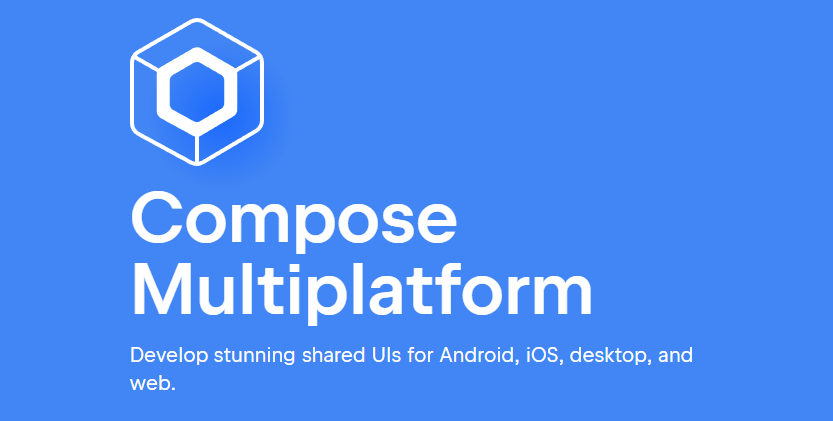 Compose
Multiplatform
Develop stunning shared UIs for Android, iOS, desktop, and
web.